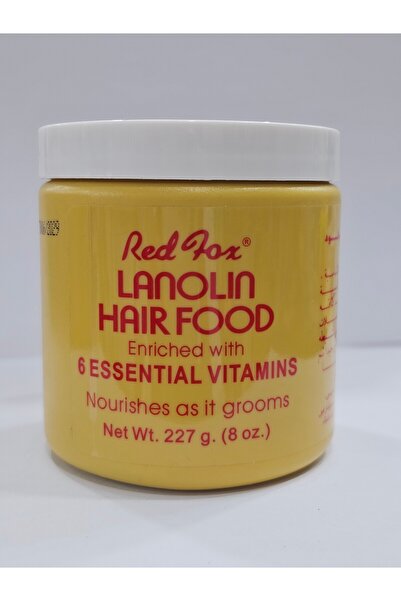 /2029
Red Fox®
LANOLIN
HAIR FOOD
Enriched with
6 ESSENTIAL VITAMINS
Nourishes as it grooms
Net Wt. 227 g. (8 oz.)